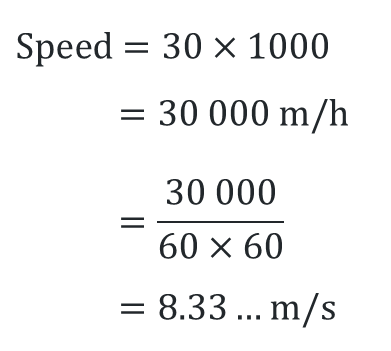 Speed = 30 × 1000
= 30 000 m/h
= 30 000 / 60 × 60
= 8.33 ... m/s